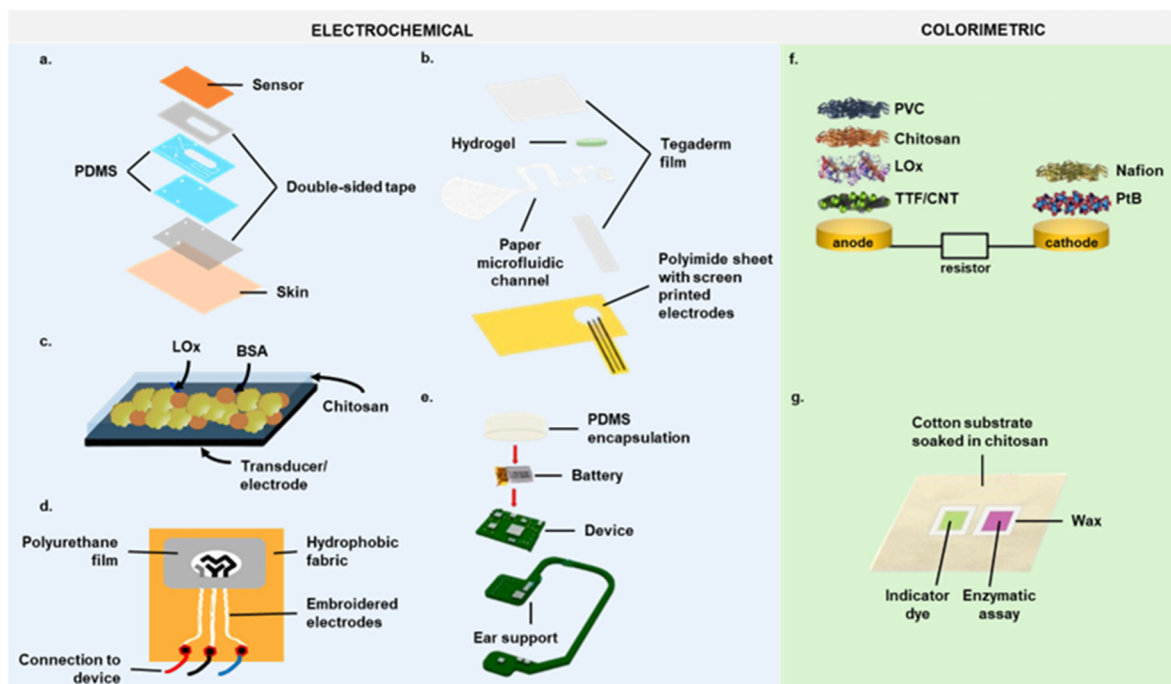 ELECTROCHEMICAL
COLORIMETRIC
a.
Sensor
PDMS
Double-sided tape
Skin
b.
Hydrogel
Tegaderm
film
Paper
microfluidic
channel
Polyimide sheet
with screen
printed
electrodes
c.
LOx
BSA
Chitosan
Transducer/
electrode
d.
Polyurethane
film
Hydrophobic
fabric
Embroidered
electrodes
Connection to
device
e.
PDMS
encapsulation
Battery
Device
Ear support
f.
PVC
Chitosan
LOx
TTF/CNT
anode
resistor
Nafion
PtB
cathode
g.
Cotton substrate
soaked in chitosan
Wax
Indicator
dye
Enzymatic
assay